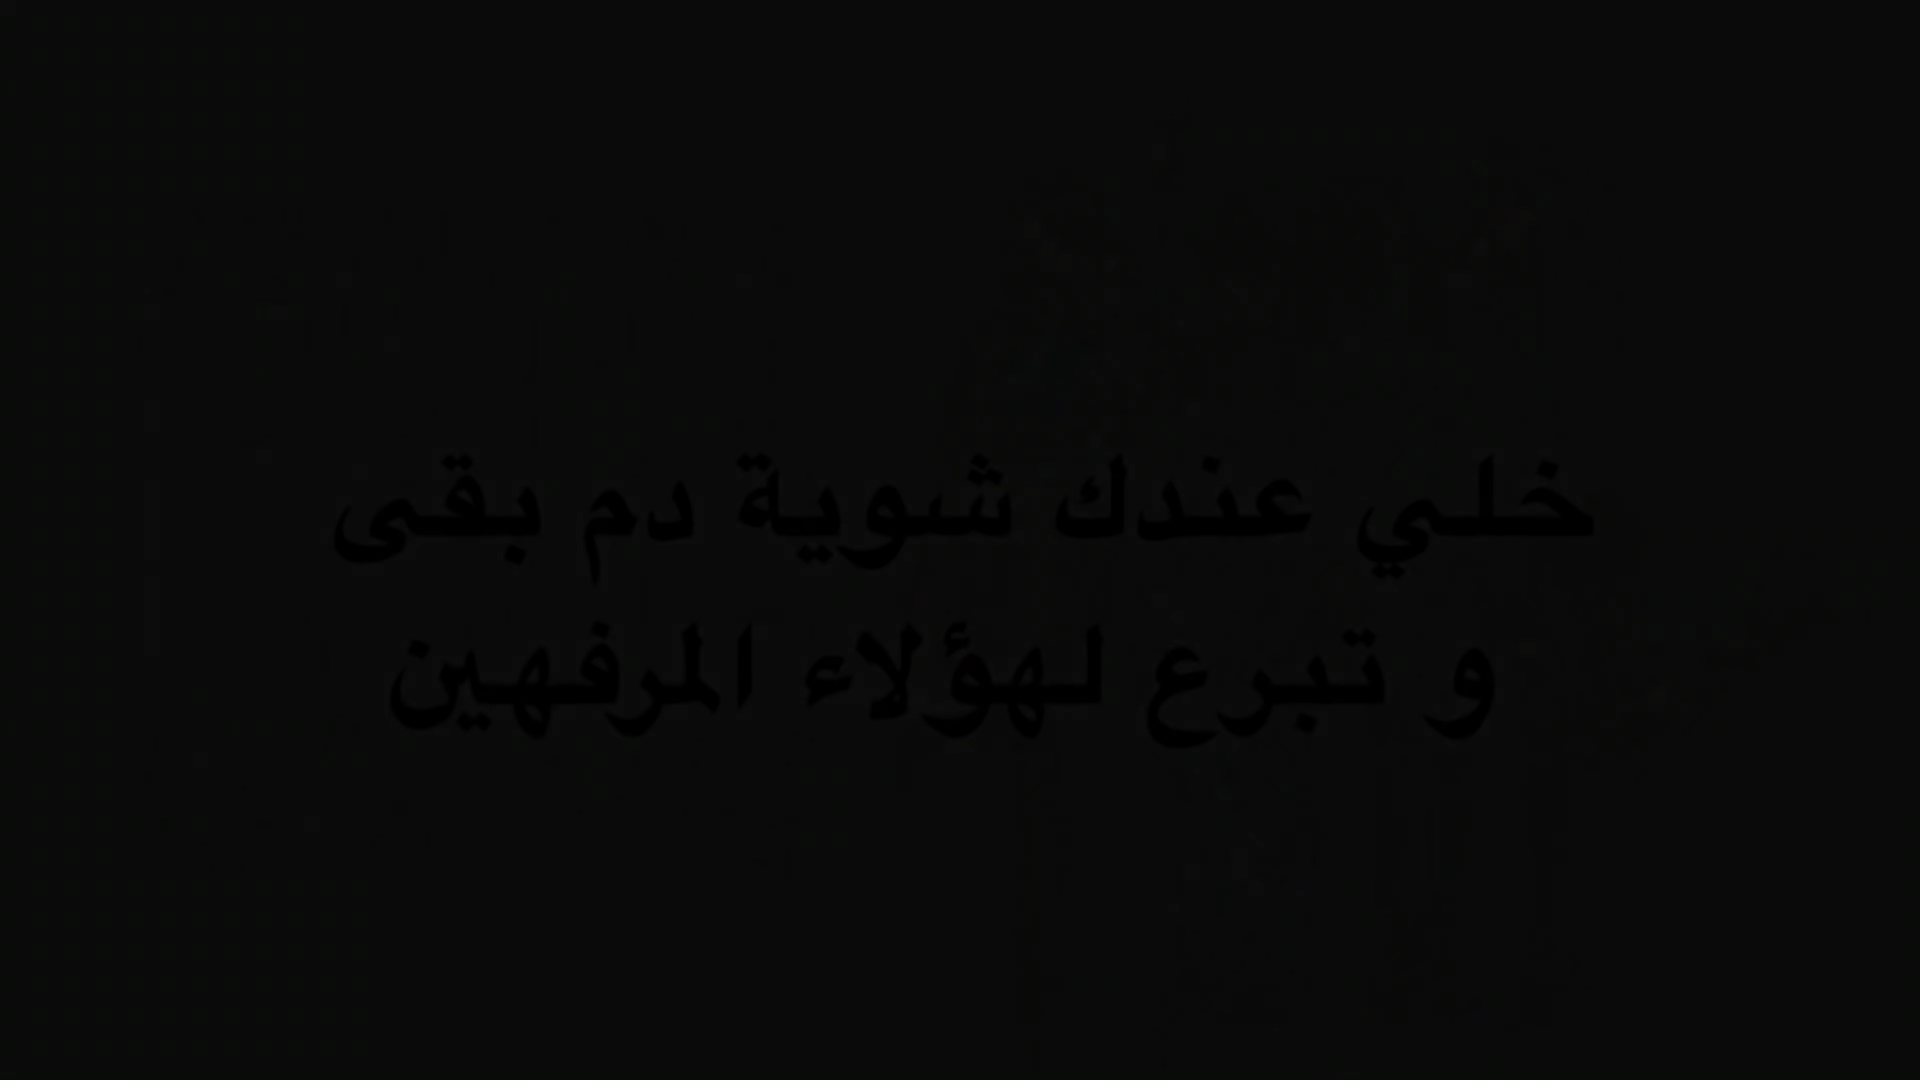 خلي عندك شوية دم بقى
و تبرع لهؤلاء المرفهين